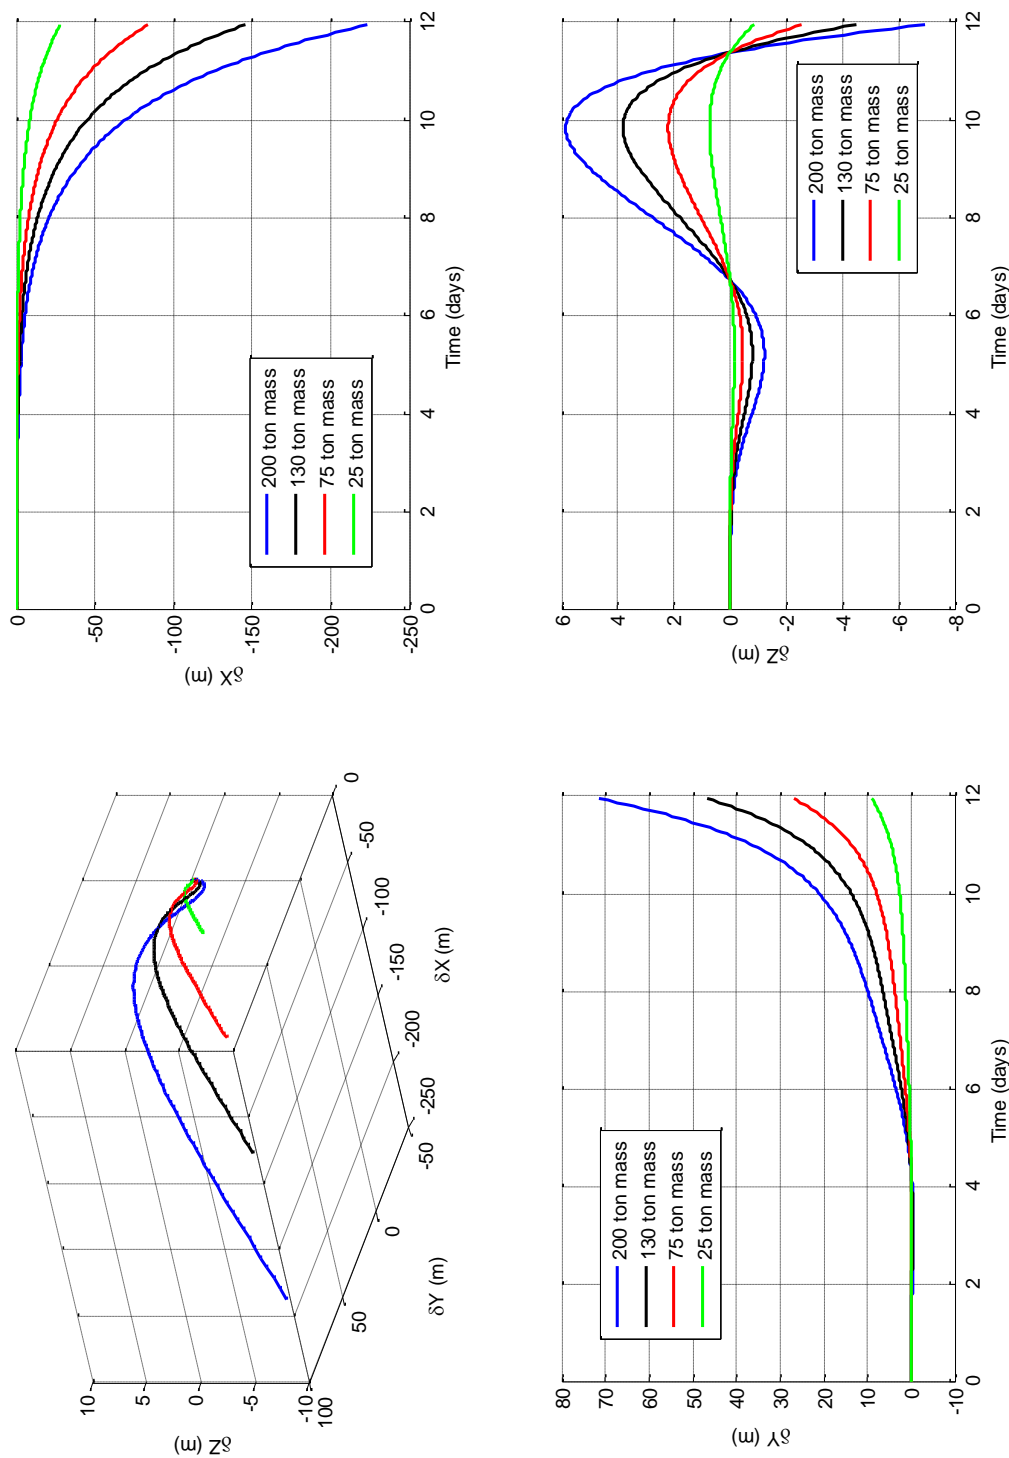 10
5
0
-5
-10
100
50
0
-50
-250
-200
-150
-100
-50
0
δZ (m)
δY (m)
δX (m)
0
-50
-100
-150
-200
-250
δX (m)
200 ton mass
130 ton mass
75 ton mass
25 ton mass
0 2 4 6 8 10 12
Time (days)
80
70
60
50
40
30
20
10
0
-10
δY (m)
200 ton mass
130 ton mass
75 ton mass
25 ton mass
0 2 4 6 8 10 12
Time (days)
6
4
2
0
-2
-4
-6
-8
δZ (m)
200 ton mass
130 ton mass
75 ton mass
25 ton mass
0 2 4 6 8 10 12
Time (days)